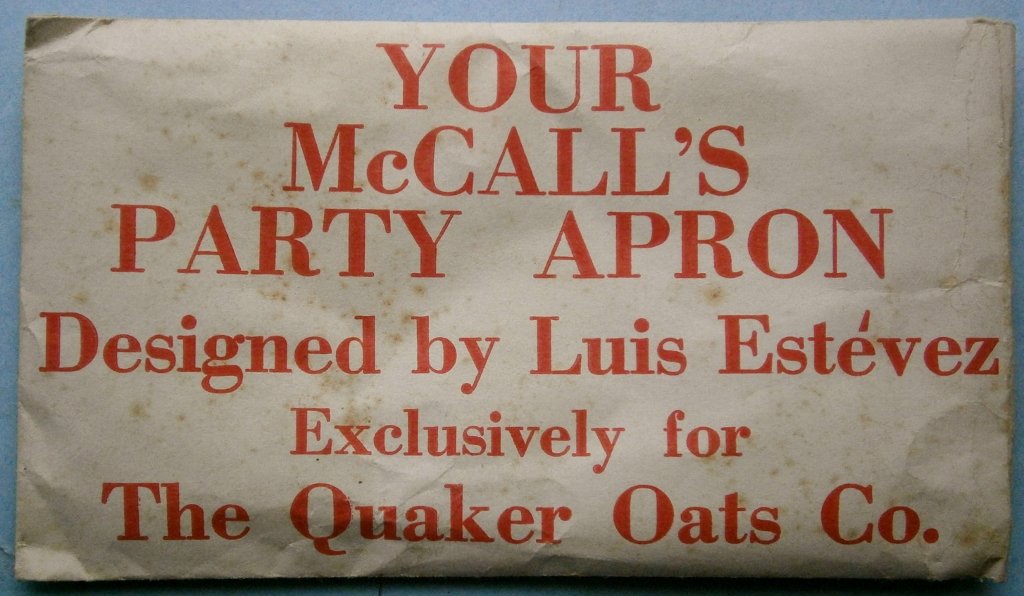 YOUR
McCALL'S
PARTY APRON
Designed by Luis Estévez
Exclusively for
The Quaker Oats Co.